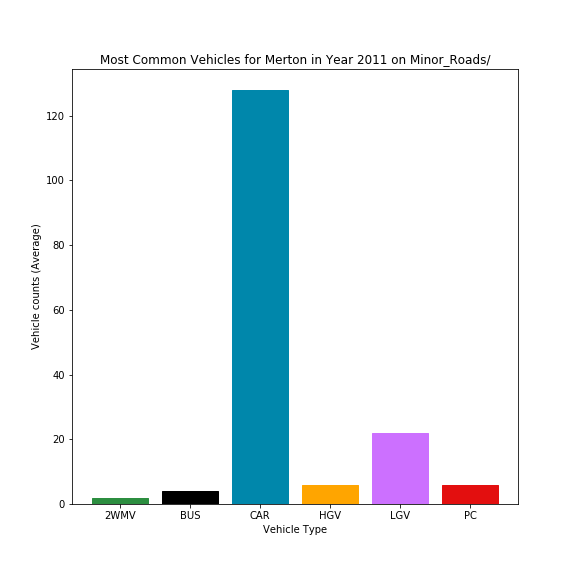 Most Common Vehicles for Merton in Year 2011 on Minor_Roads/
Vehicle counts (Average)
120
100
80
60
40
20
0
2WMV BUS CAR HGV LGV PC
Vehicle Type